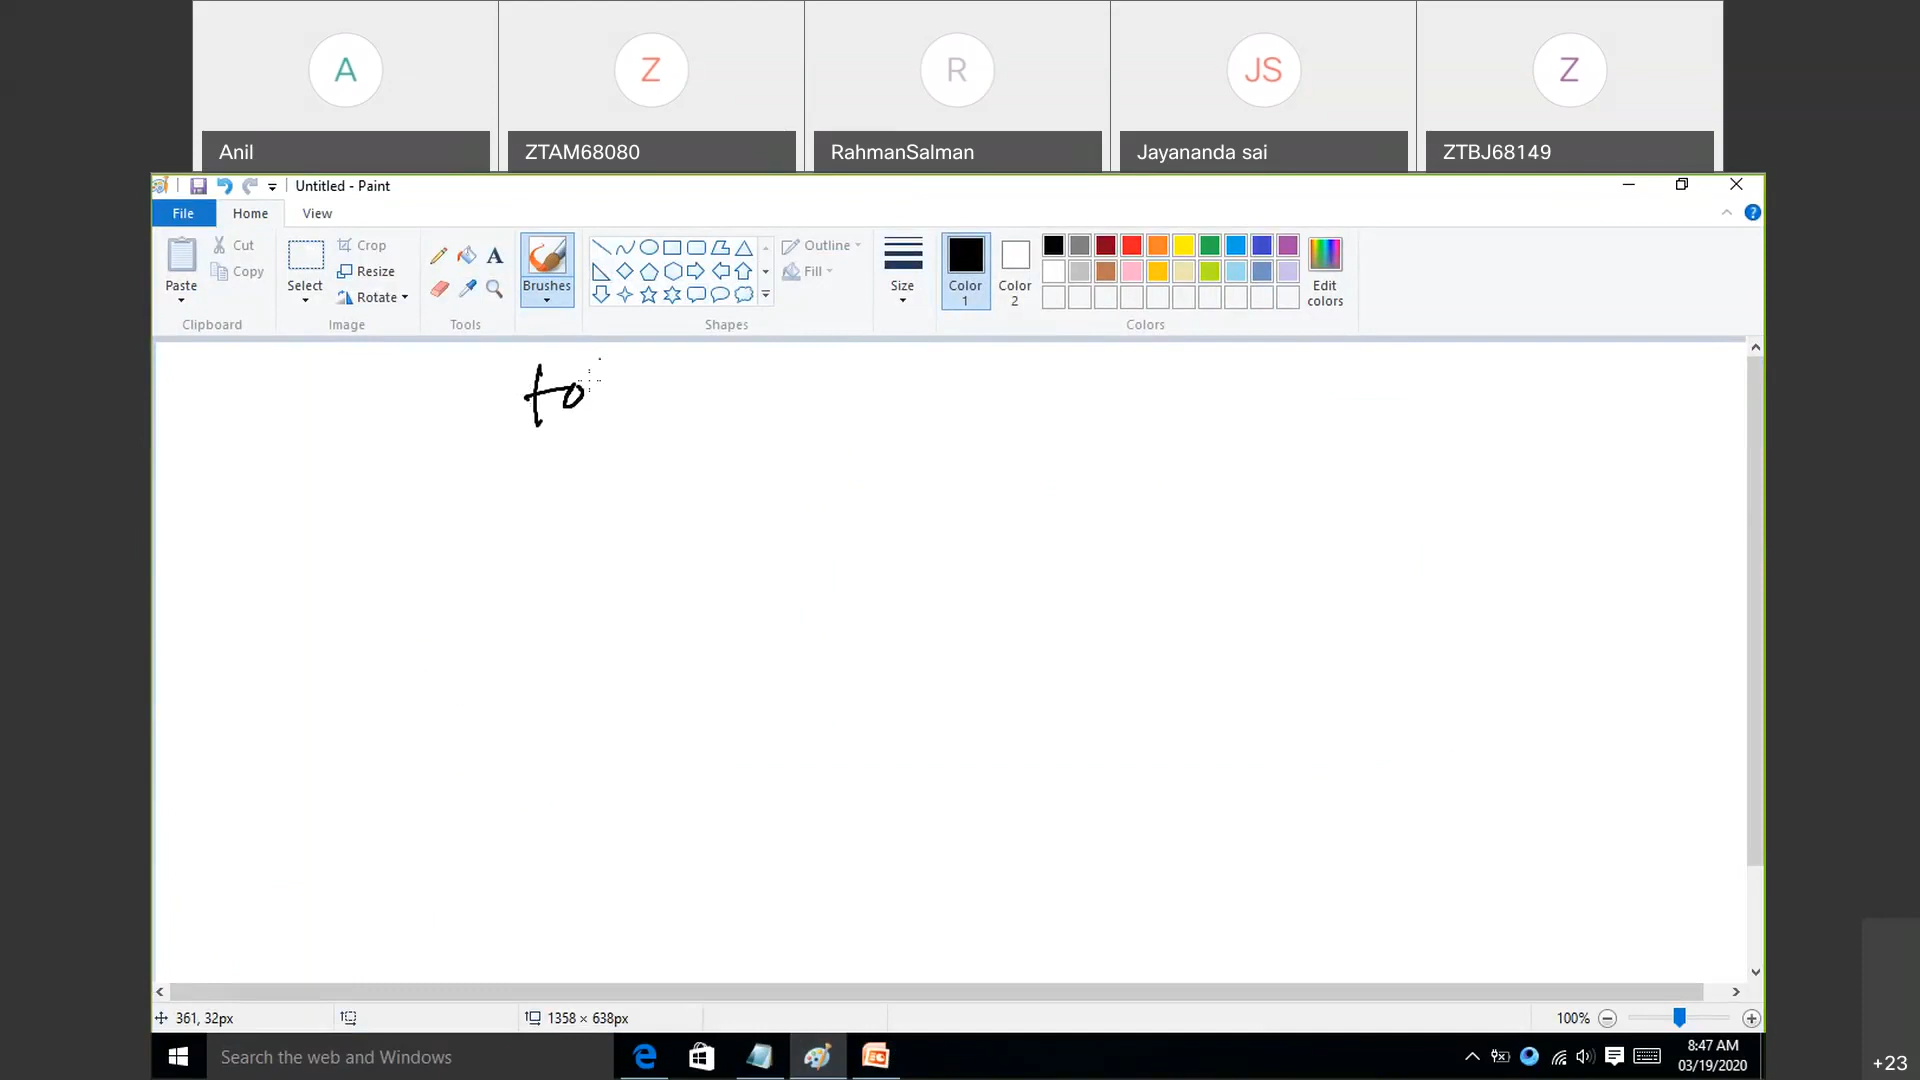 A Z R JS Z
Anil ZTAM68080 RahmanSalman Jayananda sai ZTBJ68149
Untitled - Paint
File Home View
Cut Crop Outline
Copy Resize Fill
Rotate
Paste Select Brushes Size Color 1 Color 2 Edit colors
Clipboard Image Tools Shapes Colors
to
361, 32px 1358 × 638px 100%
Search the web and Windows 8:47 AM
03/19/2020
+23